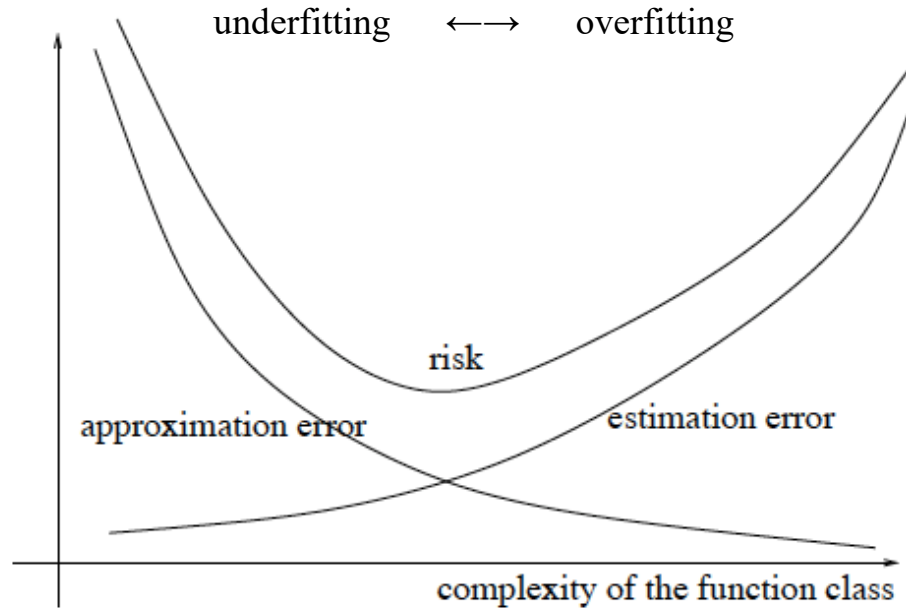 underfitting ←→ overfitting
risk
approximation error
estimation error
complexity of the function class